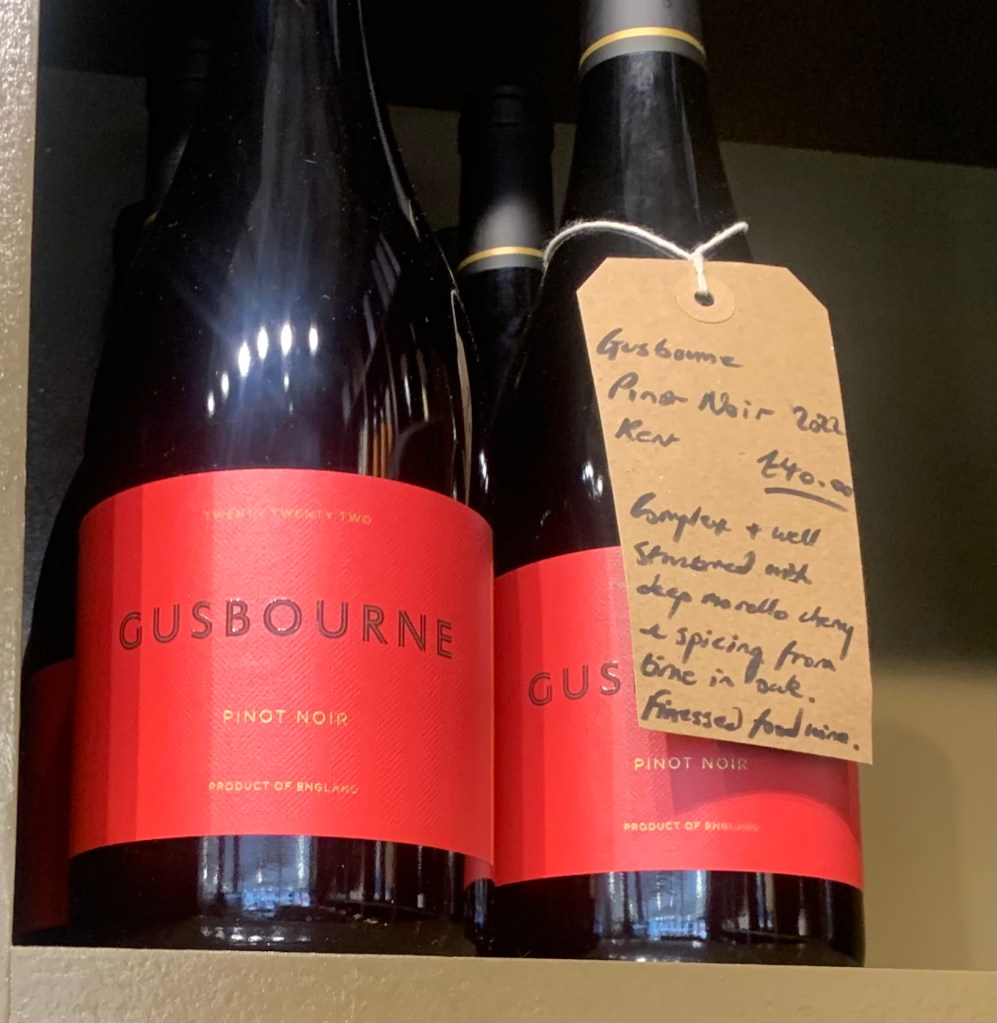 TWENTY TWENTY TWO
GUSBOURNE
PINOT NOIR
PRODUCT OF ENGLAND
Gusbourne
Pinot Noir 2022
Kent
£40.00
Complex + well
structured with
deep morello cherry
& spicing from
time in oak.
Finessed food wine.
GUS
PINOT NOIR
PRODUCT OF ENGLAND